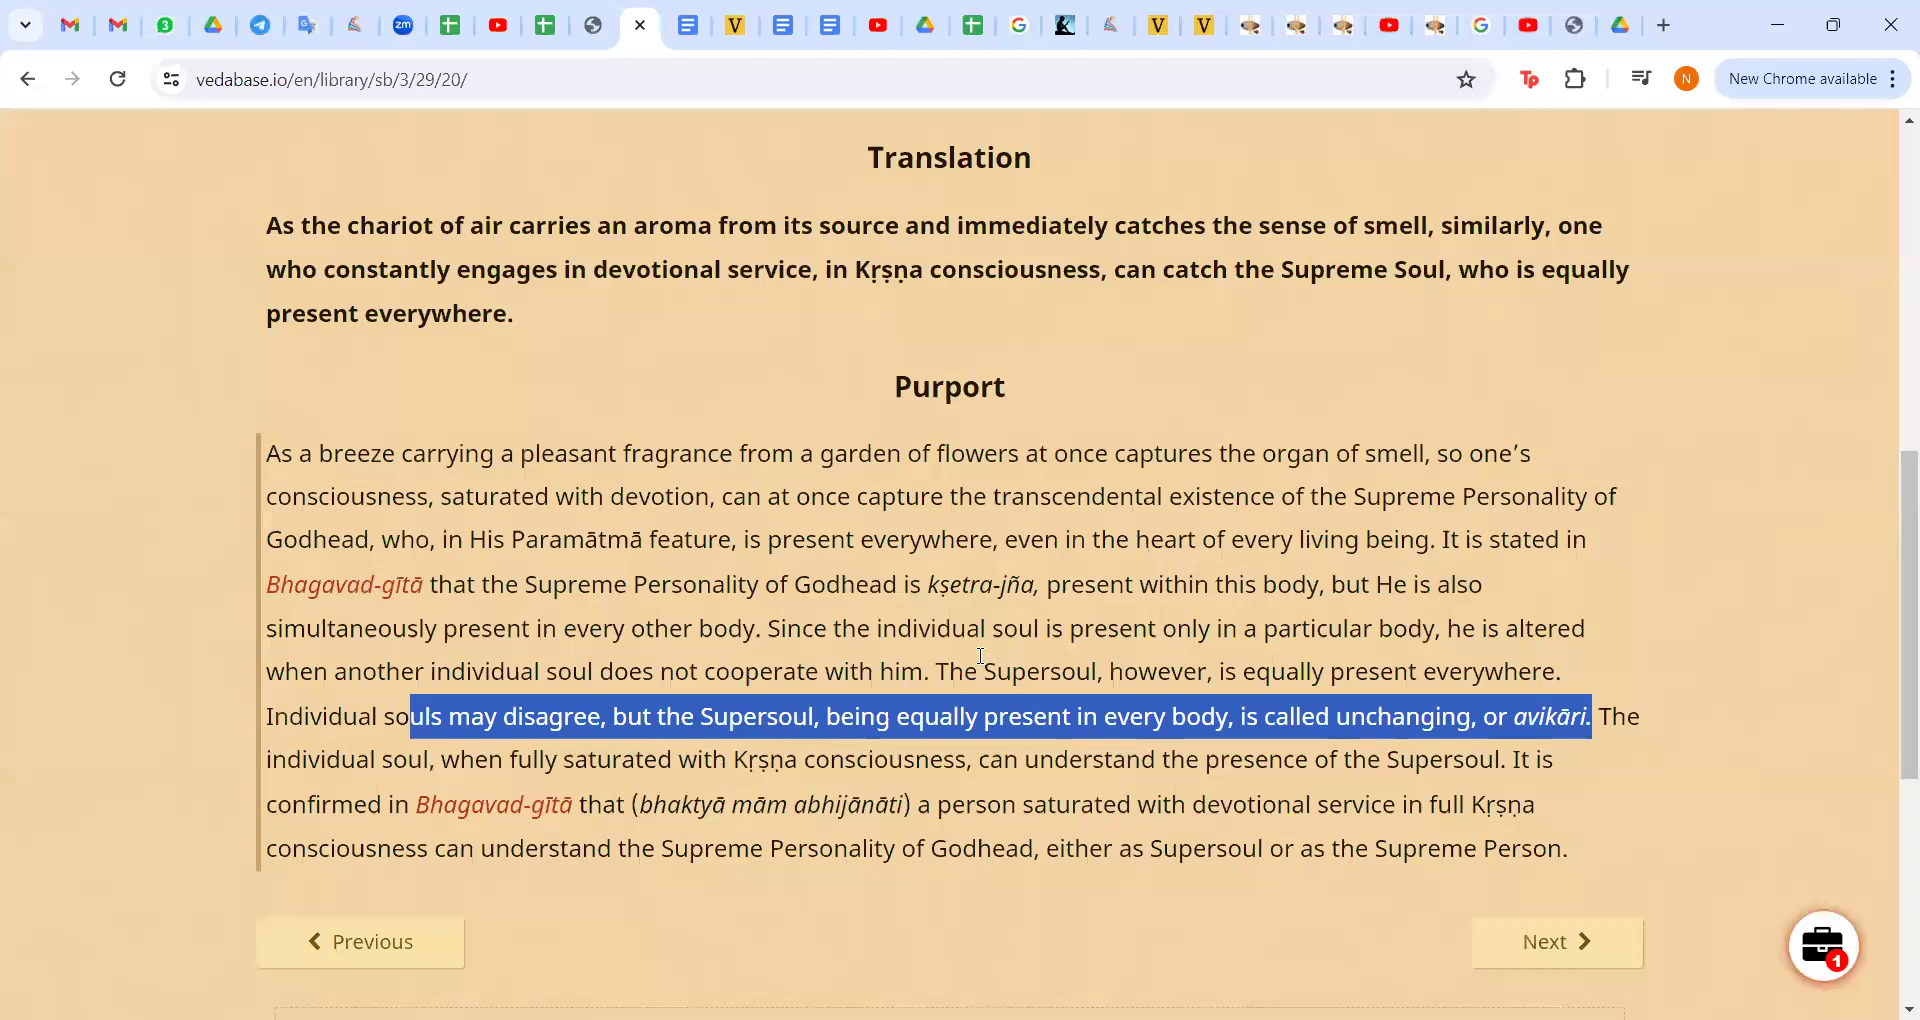 3
zm
vedabase.io/en/library/sb/3/29/20/
Tp
N
New Chrome available
Translation
As the chariot of air carries an aroma from its source and immediately catches the sense of smell, similarly, one
who constantly engages in devotional service, in Kṛṣṇa consciousness, can catch the Supreme Soul, who is equally
present everywhere.
Purport
As a breeze carrying a pleasant fragrance from a garden of flowers at once captures the organ of smell, so one’s
consciousness, saturated with devotion, can at once capture the transcendental existence of the Supreme Personality of
Godhead, who, in His Paramātmā feature, is present everywhere, even in the heart of every living being. It is stated in
Bhagavad-gītā that the Supreme Personality of Godhead is kṣetra-jña, present within this body, but He is also
simultaneously present in every other body. Since the individual soul is present only in a particular body, he is altered
when another individual soul does not cooperate with him. The Supersoul, however, is equally present everywhere.
Individual souls may disagree, but the Supersoul, being equally present in every body, is called unchanging, or avikāri. The
individual soul, when fully saturated with Kṛṣṇa consciousness, can understand the presence of the Supersoul. It is
confirmed in Bhagavad-gītā that (bhaktyā mām abhijānāti) a person saturated with devotional service in full Kṛṣṇa
consciousness can understand the Supreme Personality of Godhead, either as Supersoul or as the Supreme Person.
Previous
Next
1